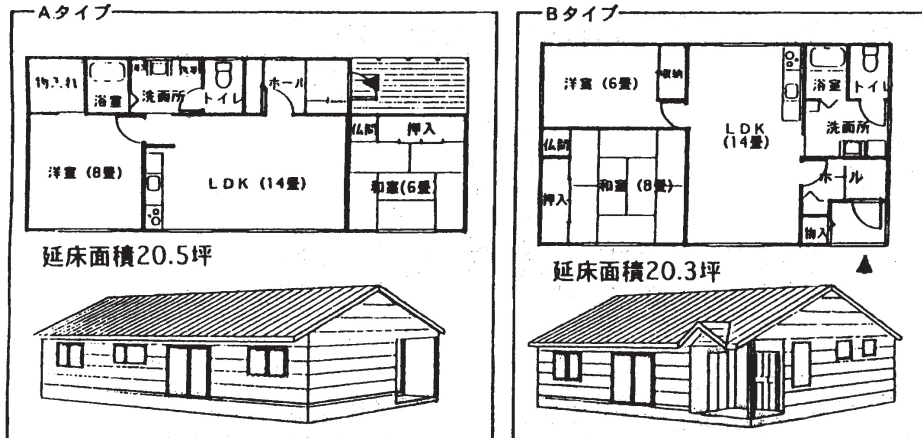 Aタイプ
物入れ
浴室
洗面所
トイレ
ホール
仏間
押入
洋室(8畳)
LDK(14畳)
和室(6畳)
延床面積20.5坪
Bタイプ
洋室(6畳)
収納
浴室
トイレ
LDK
(14畳)
洗面所
仏間
和室(8畳)
押入
ホール
物入
延床面積20.3坪